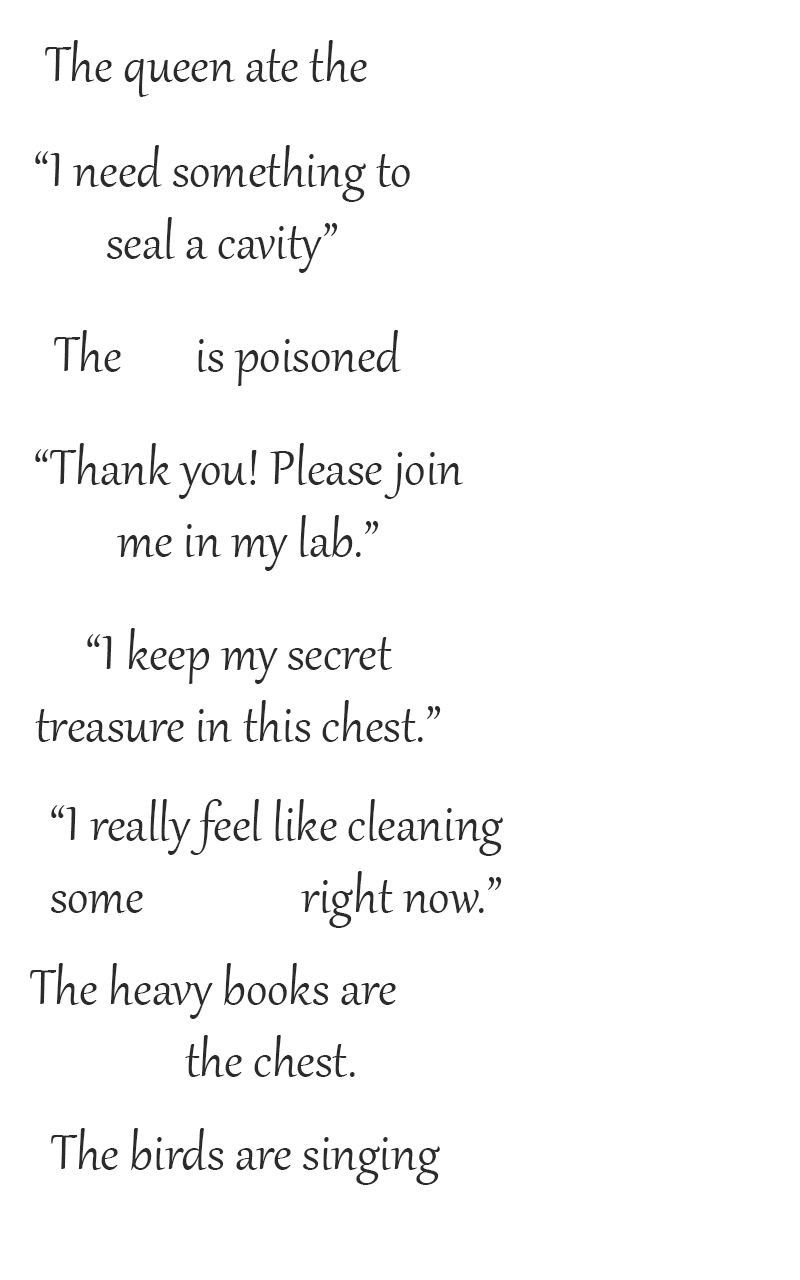 The queen ate the
“I need something to
seal a cavity”
The is poisoned
“Thank you! Please join
me in my lab.”
“I keep my secret
treasure in this chest.”
“I really feel like cleaning
some right now.”
The heavy books are
the chest.
The birds are singing